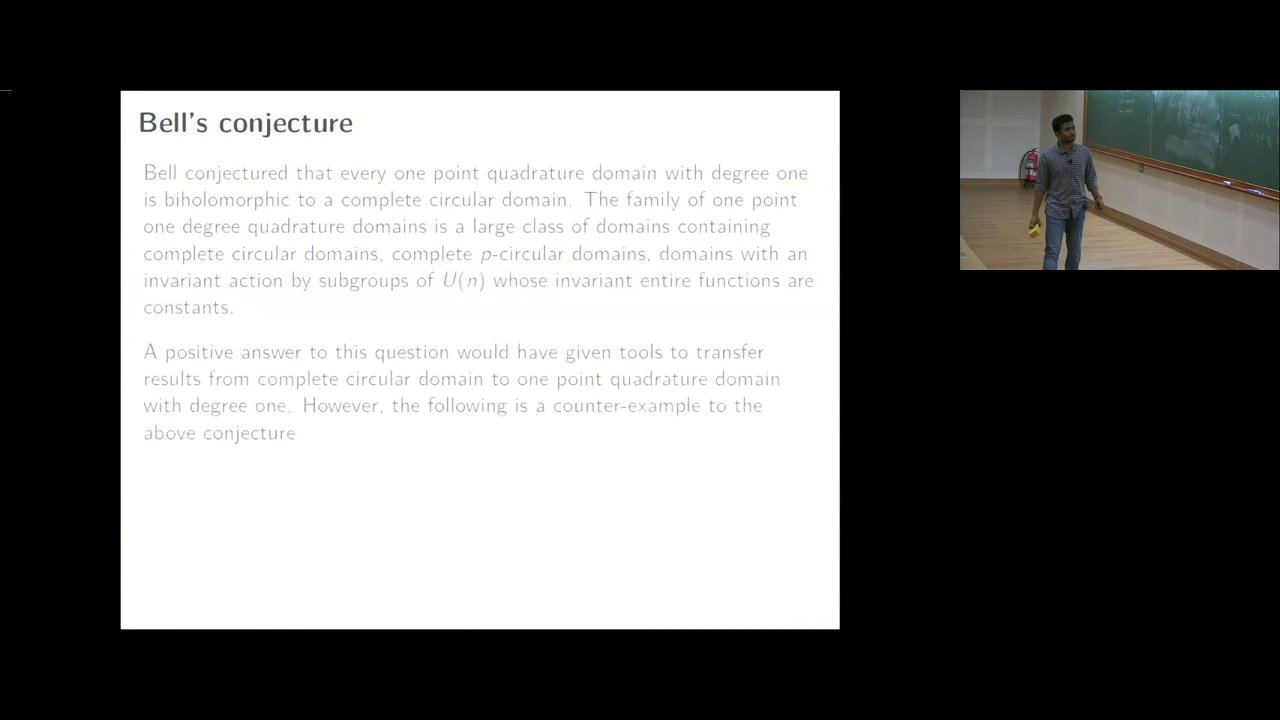 Bell's conjecture
Bell conjectured that every one point quadrature domain with degree one
is biholomorphic to a complete circular domain. The family of one point
one degree quadrature domains is a large class of domains containing
complete circular domains, complete p-circular domains, domains with an
invariant action by subgroups of U(n) whose invariant entire functions are
constants.
A positive answer to this question would have given tools to transfer
results from complete circular domain to one point quadrature domain
with degree one. However, the following is a counter-example to the
above conjecture